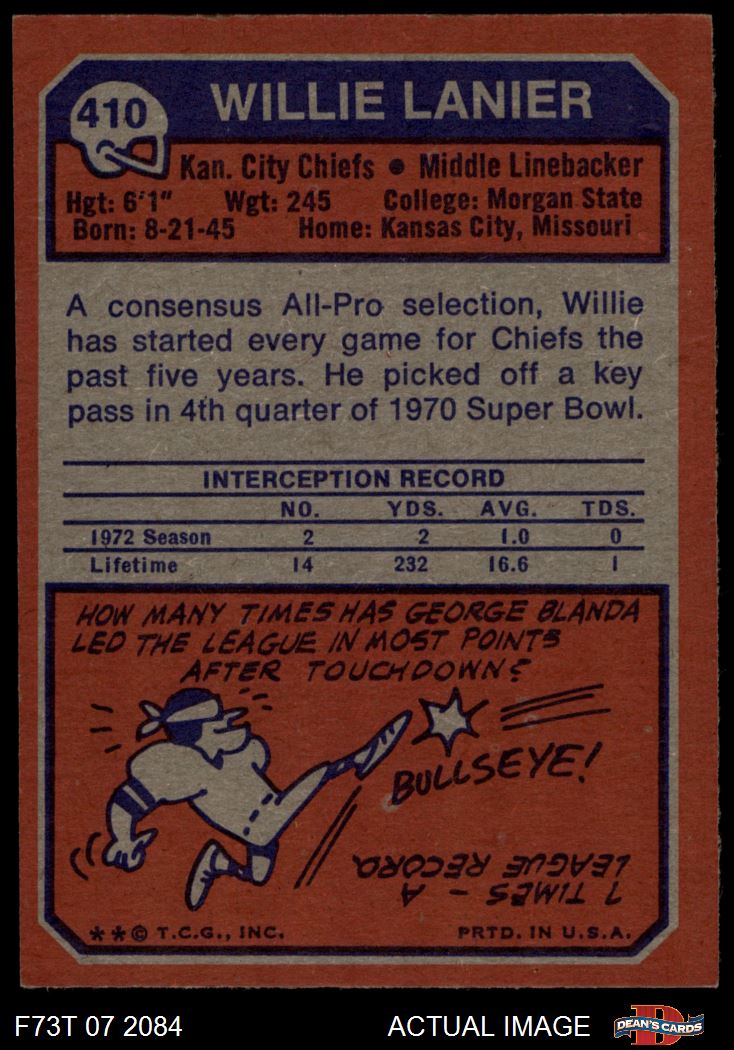 410
WILLIE LANIER
Kan. City Chiefs • Middle Linebacker
Hgt: 6'1" Wgt: 245 College: Morgan State
Born: 8-21-45 Home: Kansas City, Missouri
A consensus All-Pro selection, Willie
has started every game for Chiefs the
past five years. He picked off a key
pass in 4th quarter of 1970 Super Bowl.
INTERCEPTION RECORD
NO. YDS. AVG. TDS.
1972 Season 2 2 1.0 0
Lifetime 14 232 16.6 1
HOW MANY TIMES HAS GEORGE BLANDA
LED THE LEAGUE IN MOST POINTS
AFTER TOUCHDOWN?
BULLSEYE!
7 TIMES - A
LEAGUE RECORD.
**© T.C.G., INC. PRTD. IN U.S.A.
F73T 07 2084 ACTUAL IMAGE
D
DEAN'S CARDS